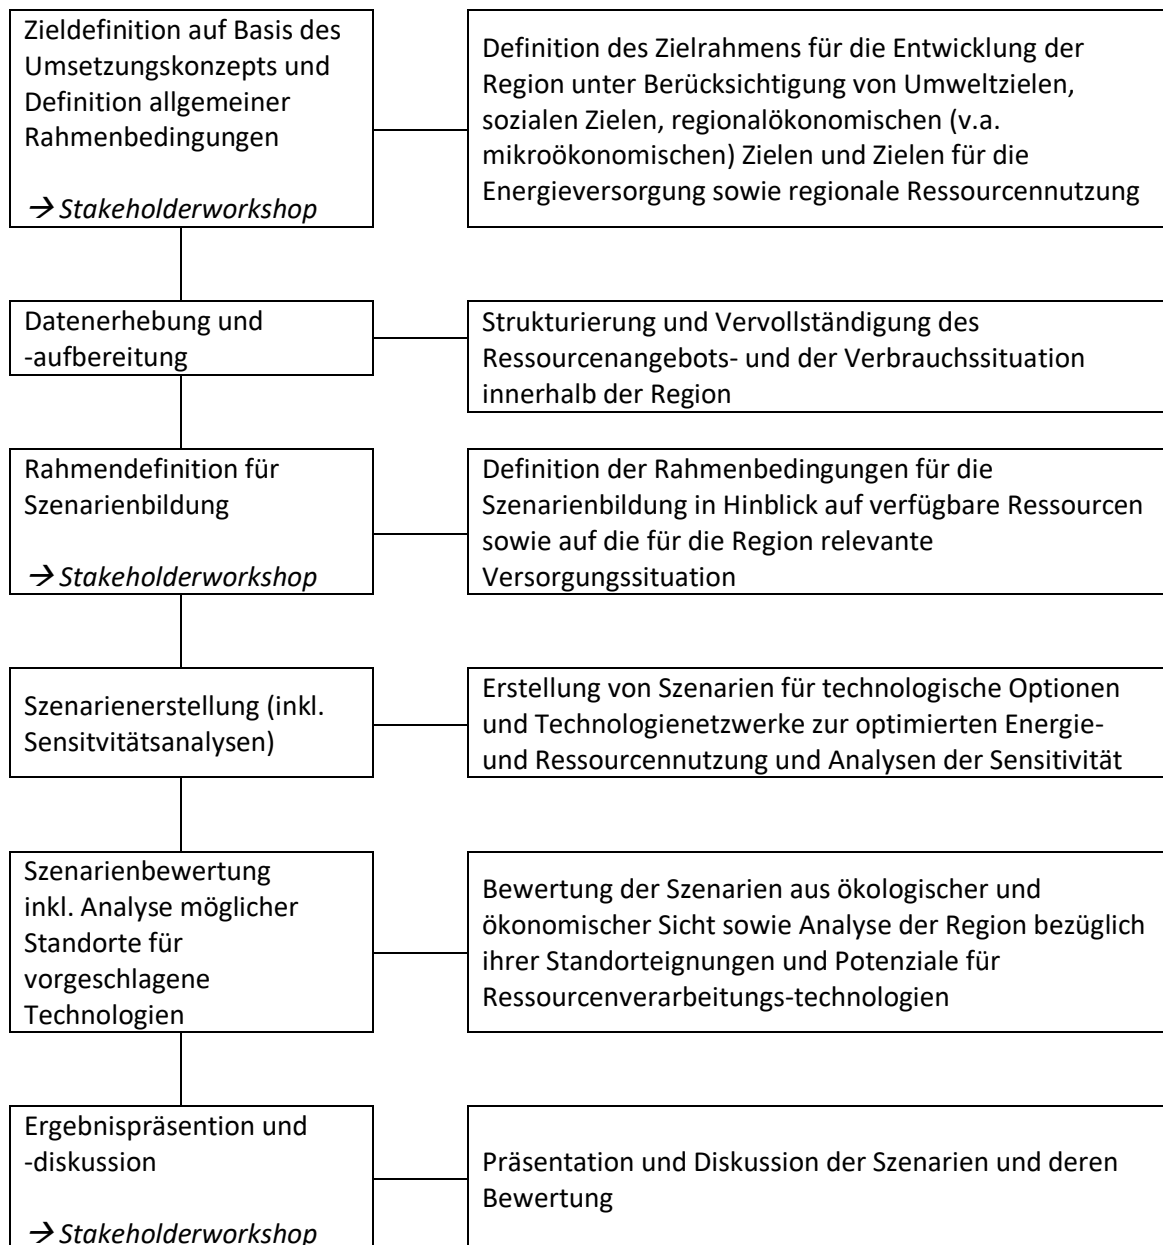 Zieldefinition auf Basis des
Umsetzungskonzepts und
Definition allgemeiner
Rahmenbedingungen
→ Stakeholderworkshop
Definition des Zielrahmens für die Entwicklung der
Region unter Berücksichtigung von Umweltzielen,
sozialen Zielen, regionalökonomischen (v.a.
mikroökonomischen) Zielen und Zielen für die
Energieversorgung sowie regionale Ressourcennutzung
Datenerhebung und
-aufbereitung
Strukturierung und Vervollständigung des
Ressourcenangebots- und der Verbrauchssituation
innerhalb der Region
Rahmendefinition für
Szenarienbildung
→ Stakeholderworkshop
Definition der Rahmenbedingungen für die
Szenarienbildung in Hinblick auf verfügbare Ressourcen
sowie auf die für die Region relevante
Versorgungssituation
Szenarienerstellung (inkl.
Sensitvitätsanalysen)
Erstellung von Szenarien für technologische Optionen
und Technologienetzwerke zur optimierten Energie-
und Ressourcennutzung und Analysen der Sensitivität
Szenarienbewertung
inkl. Analyse möglicher
Standorte für
vorgeschlagene
Technologien
Bewertung der Szenarien aus ökologischer und
ökonomischer Sicht sowie Analyse der Region bezüglich
ihrer Standorteignungen und Potenziale für
Ressourcenverarbeitungs-technologien
Ergebnispräsention und
-diskussion
→ Stakeholderworkshop
Präsentation und Diskussion der Szenarien und deren
Bewertung